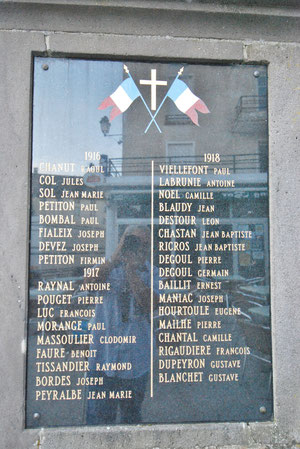 1916
CHANUT RAOUL
COL JULES
SOL JEAN MARIE
PETITON PAUL
BOMBAL PAUL
FIALEIX JOSEPH
DEVEZ JOSEPH
PETITON FIRMIN
1917
RAYNAL ANTOINE
POUGET PIERRE
LUC FRANCOIS
MORANGE PAUL
MASSOULIER CLODOMIR
FAURE BENOIT
TISSANDIER RAYMOND
BORDES JOSEPH
PEYRALBE JEAN MARIE
1918
VIELLEFONT PAUL
LABRUNIE ANTOINE
NOEL CAMILLE
BLAUDY JEAN
DESTOUR LEON
CHASTAN JEAN BAPTISTE
RICROS JEAN BAPTISTE
DEGOUL PIERRE
DEGOUL GERMAIN
BAILLIT ERNEST
MANIAC JOSEPH
HOURTOULE EUGENE
MAILHE PIERRE
CHANTAL CAMILLE
RIGAUDIERE FRANCOIS
DUPEYRON GUSTAVE
BLANCHET GUSTAVE